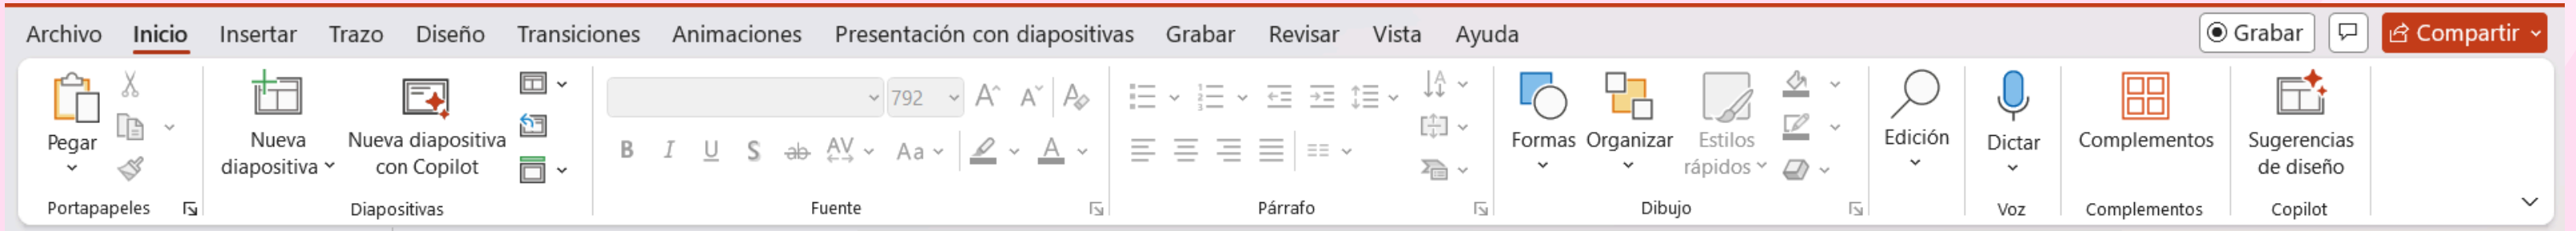 Archivo Inicio Insertar Trazo Diseño Transiciones Animaciones Presentación con diapositivas Grabar Revisar Vista Ayuda Grabar Compartir
Pegar
Nueva
diapositiva
Nueva diapositiva
con Copilot
792
Formas Organizar
Estilos
rápidos
Edición
Dictar
Complementos
Sugerencias
de diseño
Portapapeles Diapositivas Fuente Párrafo Dibujo Voz Complementos Copilot